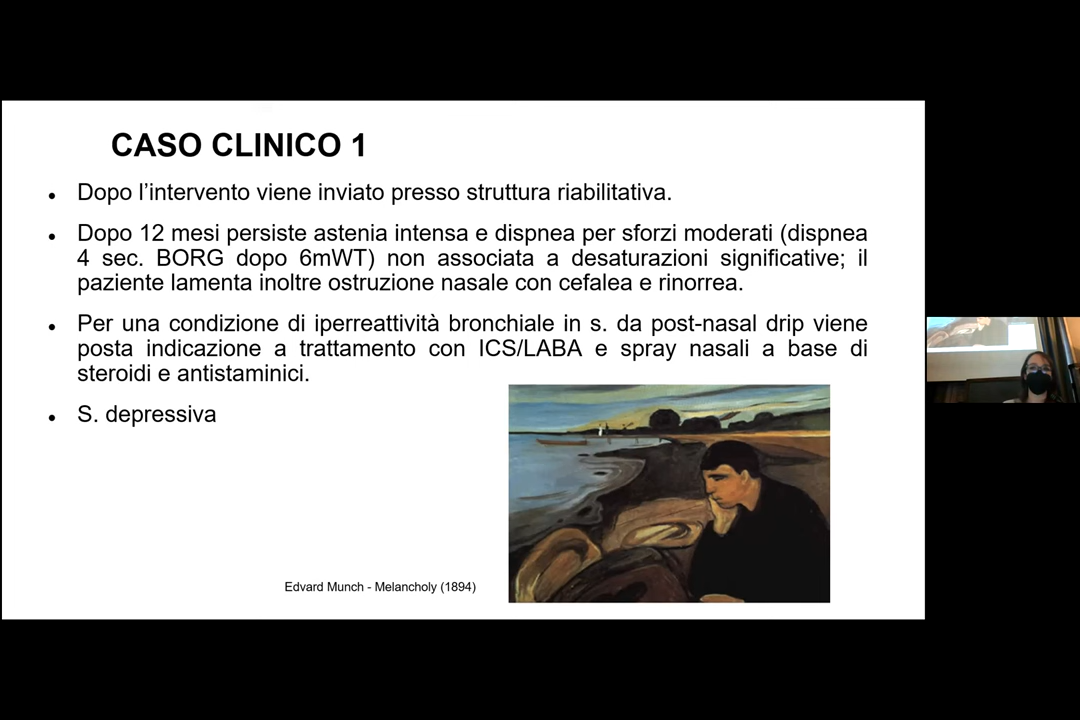 CASO CLINICO 1
Dopo l’intervento viene inviato presso struttura riabilitativa.
Dopo 12 mesi persiste astenia intensa e dispnea per sforzi moderati (dispnea
4 sec. BORG dopo 6mWT) non associata a desaturazioni significative; il
paziente lamenta inoltre ostruzione nasale con cefalea e rinorrea.
Per una condizione di iperreattività bronchiale in s. da post-nasal drip viene
posta indicazione a trattamento con ICS/LABA e spray nasali a base di
steroidi e antistaminici.
S. depressiva
Edvard Munch - Melancholy (1894)